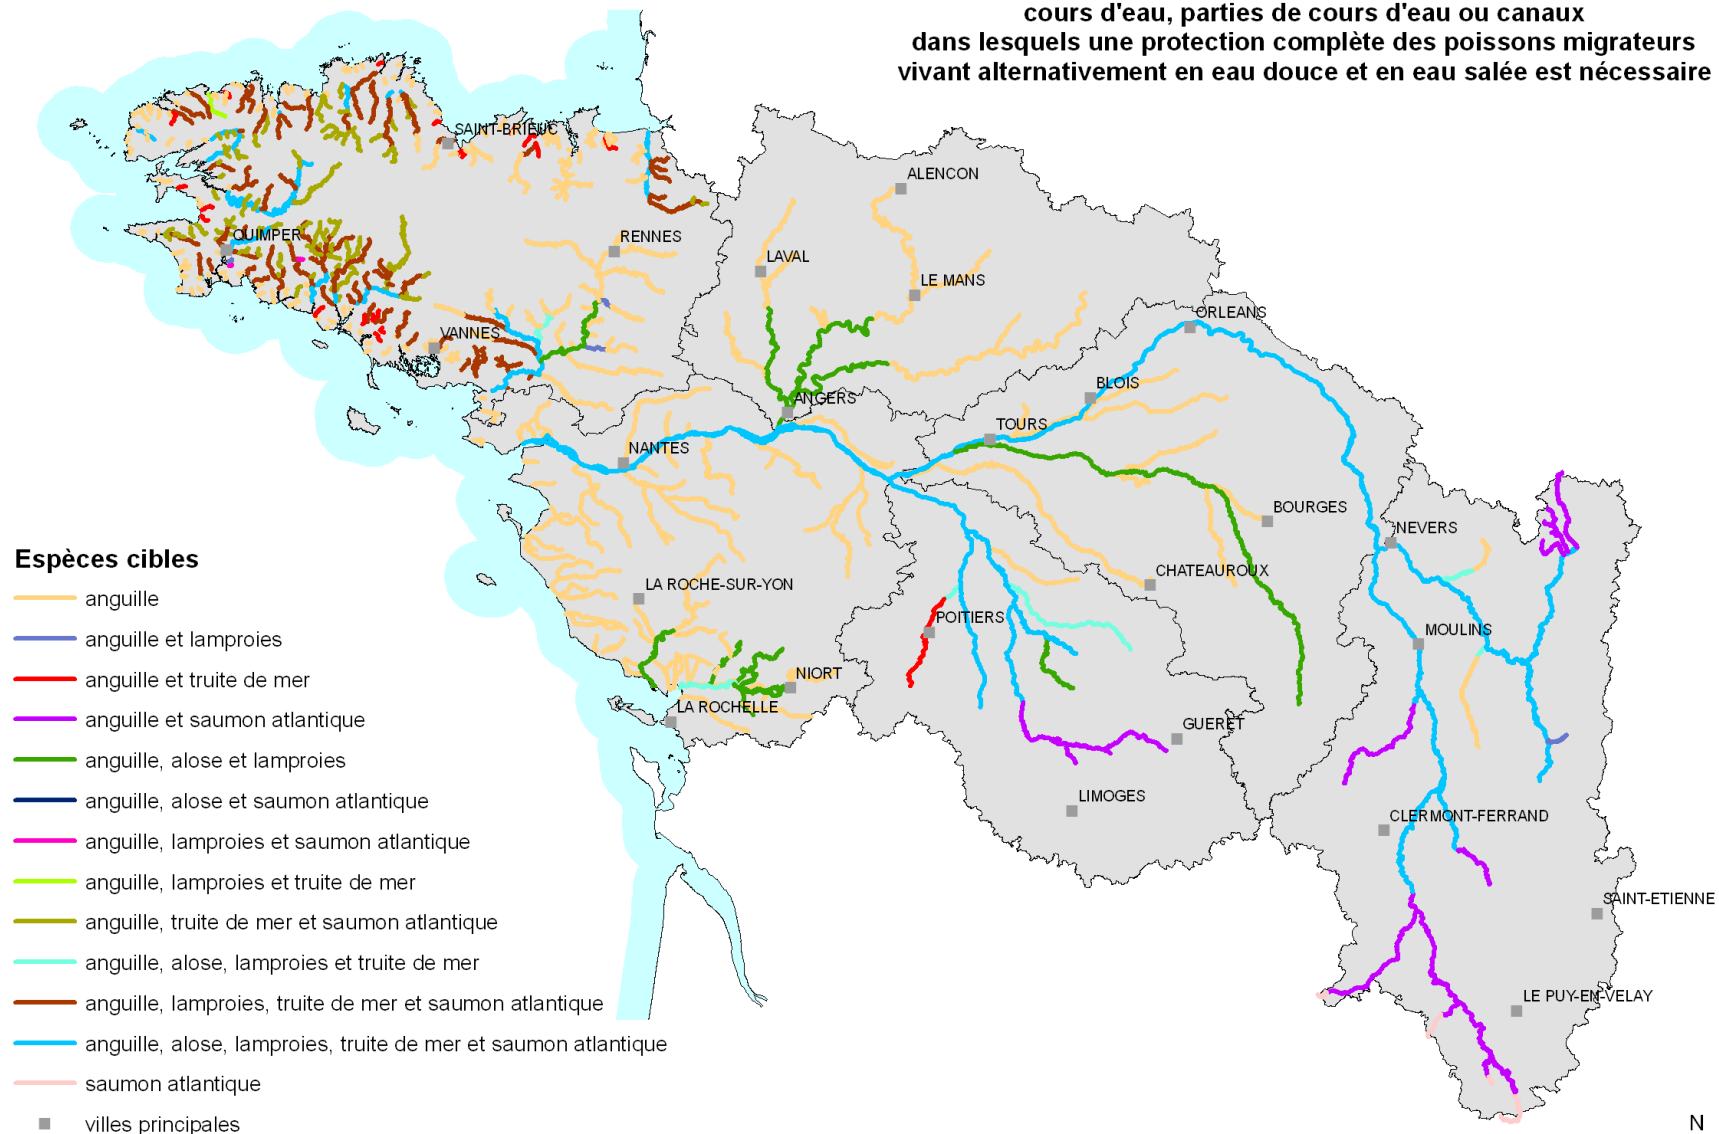 cours d'eau, parties de cours d'eau ou canaux
dans lesquels une protection complète des poissons migrateurs
vivant alternativement en eau douce et en eau salée est nécessaire
SAINT-BRIEUC
ALENCON
QUIMPER
RENNES
LAVAL
LE MANS
ORLEANS
VANNES
BLOIS
ANGERS
TOURS
NANTES
BOURGES
NEVERS
CHATEAUROUX
LA ROCHE-SUR-YON
POITIERS
MOULINS
NIORT
LA ROCHELLE
GUERET
LIMOGES
CLERMONT-FERRAND
SAINT-ETIENNE
LE PUY-EN-VELAY
Espèces cibles
anguille
anguille et lamproies
anguille et truite de mer
anguille et saumon atlantique
anguille, alose et lamproies
anguille, alose et saumon atlantique
anguille, lamproies et saumon atlantique
anguille, lamproies et truite de mer
anguille, truite de mer et saumon atlantique
anguille, alose, lamproies et truite de mer
anguille, lamproies, truite de mer et saumon atlantique
anguille, alose, lamproies, truite de mer et saumon atlantique
saumon atlantique
villes principales
N